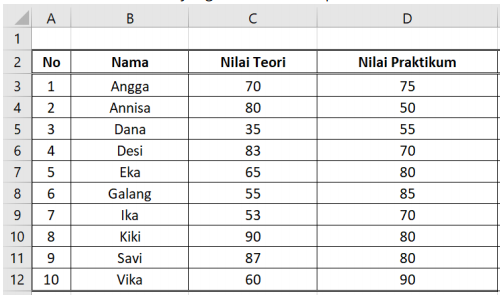 A B C D
1
2 No Nama Nilai Teori Nilai Praktikum
3 1 Angga 70 75
4 2 Annisa 80 50
5 3 Dana 35 55
6 4 Desi 83 70
7 5 Eka 65 80
8 6 Galang 55 85
9 7 Ika 53 70
10 8 Kiki 90 80
11 9 Savi 87 80
12 10 Vika 60 90